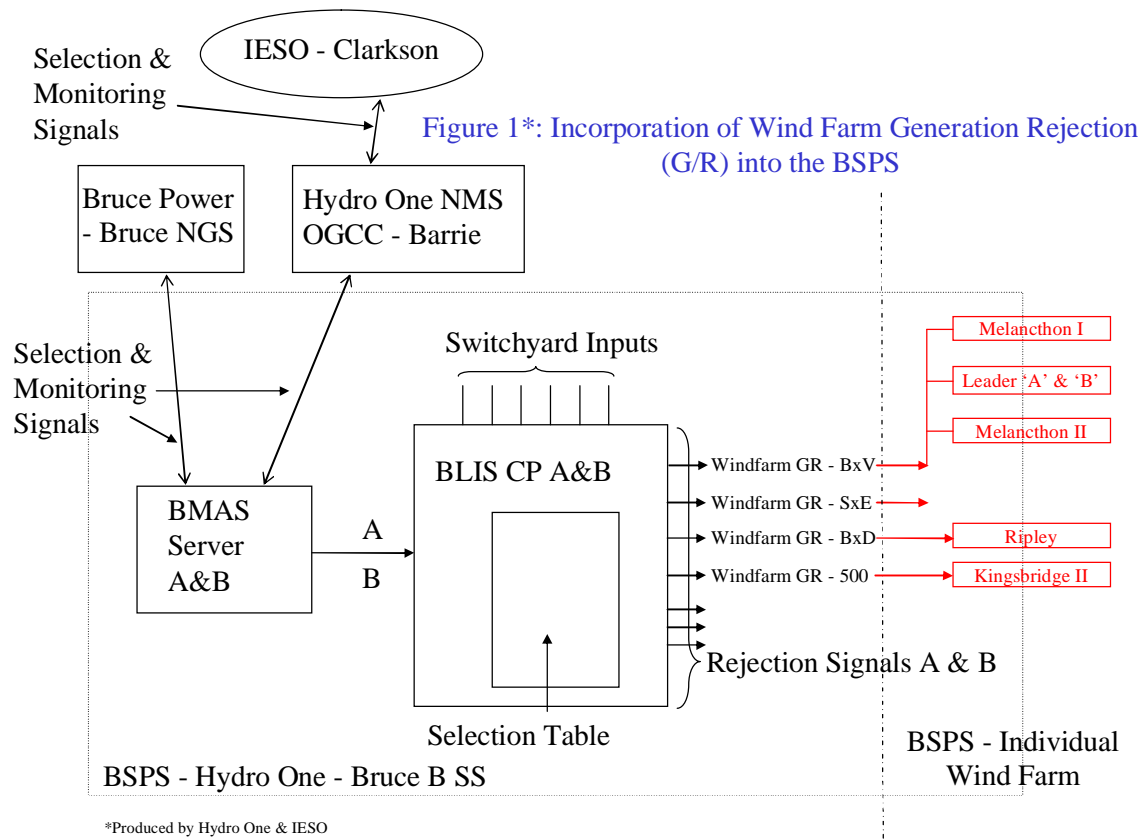 IESO - Clarkson
Selection &
Monitoring
Signals
Figure 1*: Incorporation of Wind Farm Generation Rejection
(G/R) into the BSPS
Bruce Power
- Bruce NGS
Hydro One NMS
OGCC - Barrie
Selection &
Monitoring
Signals
Switchyard Inputs
BMAS
Server
A&B
A
B
BLIS CP A&B
Windfarm GR - BxV
Windfarm GR - SxE
Windfarm GR - BxD
Windfarm GR - 500
Melancthon I
Leader ‘A’ & ‘B’
Melancthon II
Ripley
Kingsbridge II
Rejection Signals A & B
Selection Table
BSPS - Individual
Wind Farm
BSPS - Hydro One - Bruce B SS
*Produced by Hydro One & IESO